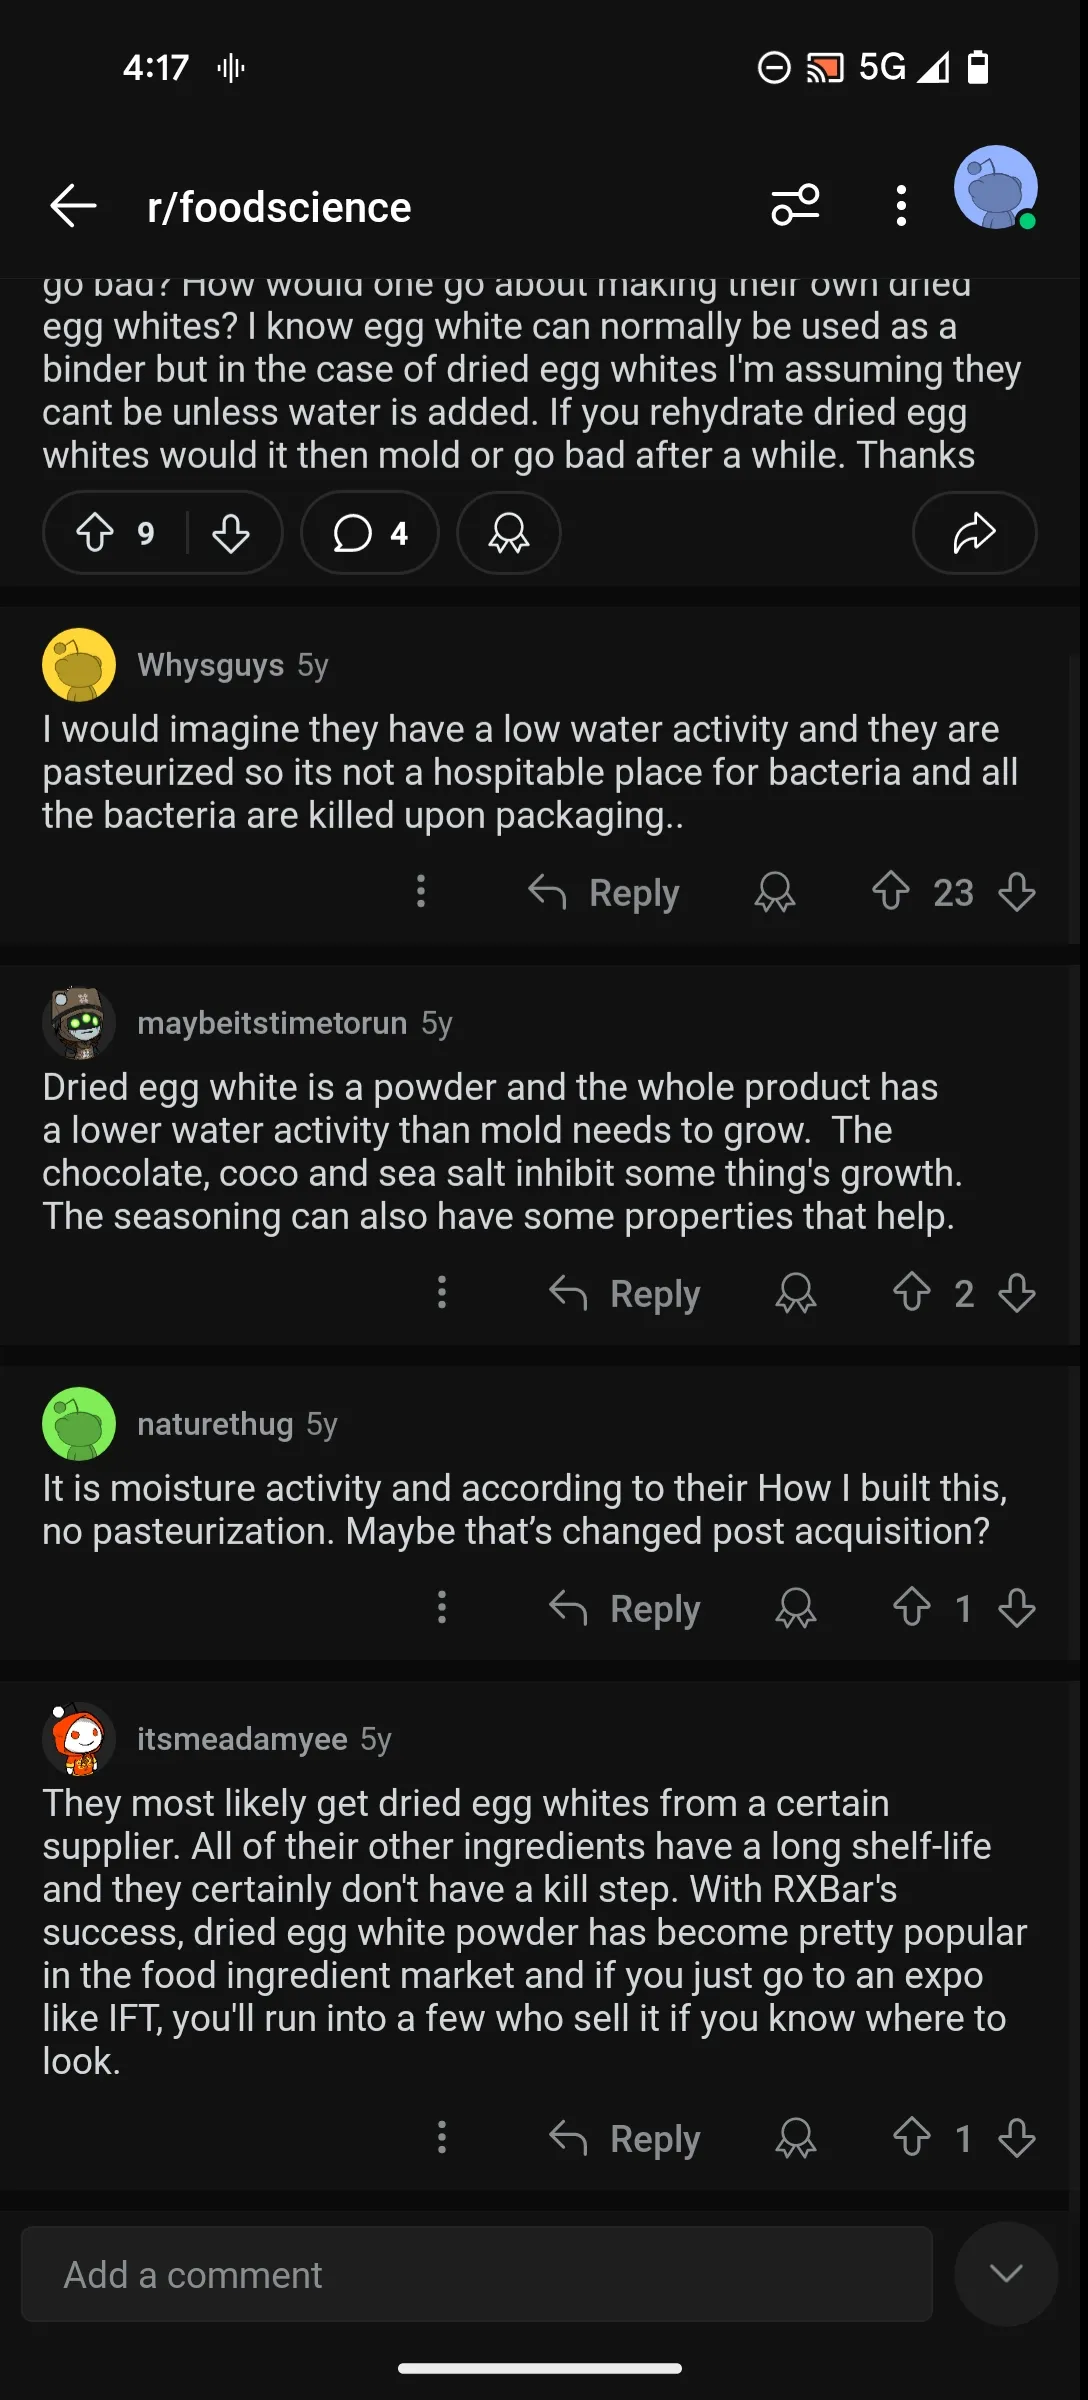 4:17
5G
r/foodscience
go bad? How would one go about making their own dried
egg whites? I know egg white can normally be used as a
binder but in the case of dried egg whites I'm assuming they
cant be unless water is added. If you rehydrate dried egg
whites would it then mold or go bad after a while. Thanks
9
4
Whysguys 5y
I would imagine they have a low water activity and they are
pasteurized so its not a hospitable place for bacteria and all
the bacteria are killed upon packaging..
Reply 23
maybeitstimetorun 5y
Dried egg white is a powder and the whole product has
a lower water activity than mold needs to grow.  The
chocolate, coco and sea salt inhibit some thing's growth.
The seasoning can also have some properties that help.
Reply 2
naturethug 5y
It is moisture activity and according to their How I built this,
no pasteurization. Maybe that’s changed post acquisition?
Reply 1
itsmeadamyee 5y
They most likely get dried egg whites from a certain
supplier. All of their other ingredients have a long shelf-life
and they certainly don't have a kill step. With RXBar's
success, dried egg white powder has become pretty popular
in the food ingredient market and if you just go to an expo
like IFT, you'll run into a few who sell it if you know where to
look.
Reply 1
Add a comment